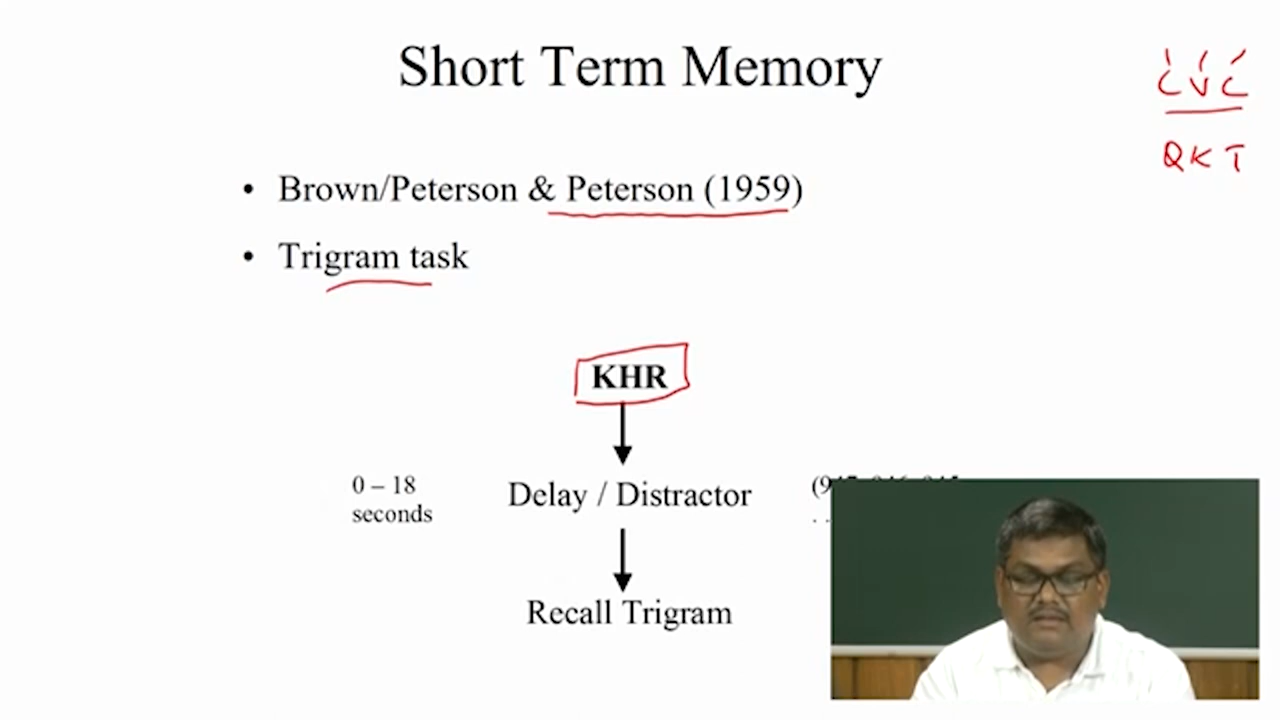 Short Term Memory
CVC
QKT
• Brown/Peterson & Peterson (1959)
• Trigram task
KHR
0 – 18
seconds
Delay / Distractor
Recall Trigram